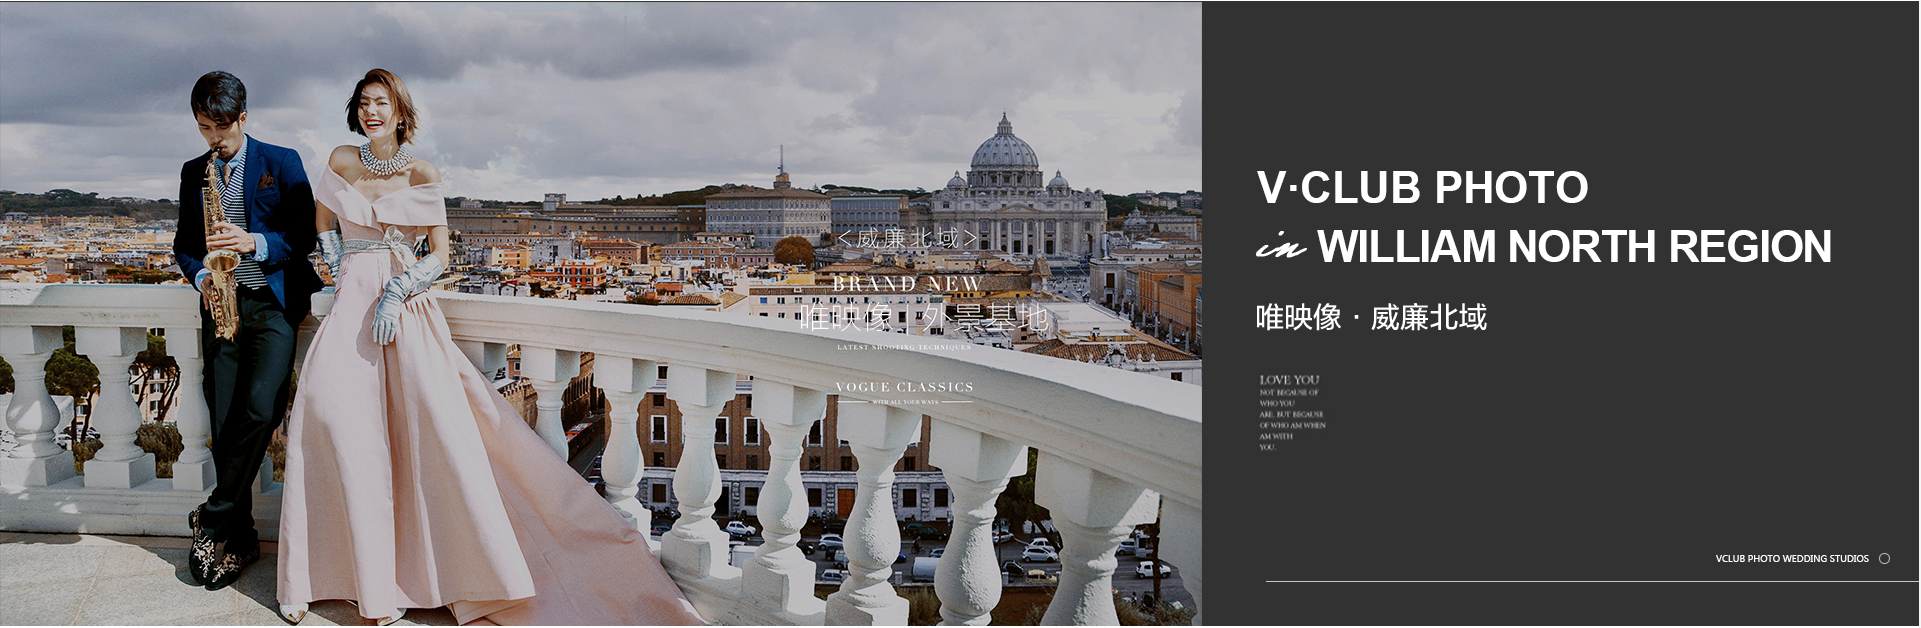 <威廉北域>
BRAND NEW
唯映像 | 外景基地
LATEST SHOOTING TECHNIQUES
VOGUE CLASSICS
WITH ALL YOUR WAYS
V·CLUB PHOTO
in WILLIAM NORTH REGION
唯映像 · 威廉北域
LOVE YOU
NOT BECAUSE OF
WHO YOU
ARE. BUT BECAUSE
OF WHO AM WHEN
AM WITH
YOU.
VCLUB PHOTO WEDDING STUDIOS